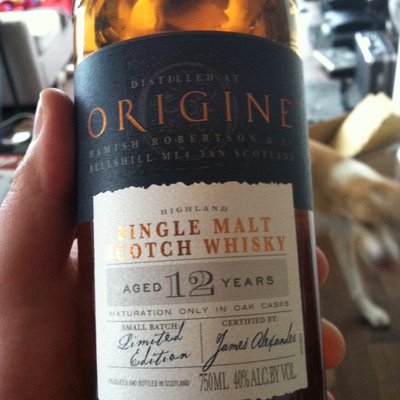 DISTILLED AT
ORIGINE
HAMISH ROBERTSON &
BELLSHILL ML4 3AN SCOTLAND
HIGHLAND
SINGLE MALT
SCOTCH WHISKY
AGED 12 YEARS
MATURATION ONLY IN OAK CASKS
SMALL BATCH:
Limited
Edition
CERTIFIED BY:
James Alexander
PRODUCED AND BOTTLED IN SCOTLAND
750ML 40% ALC.BY VOL.